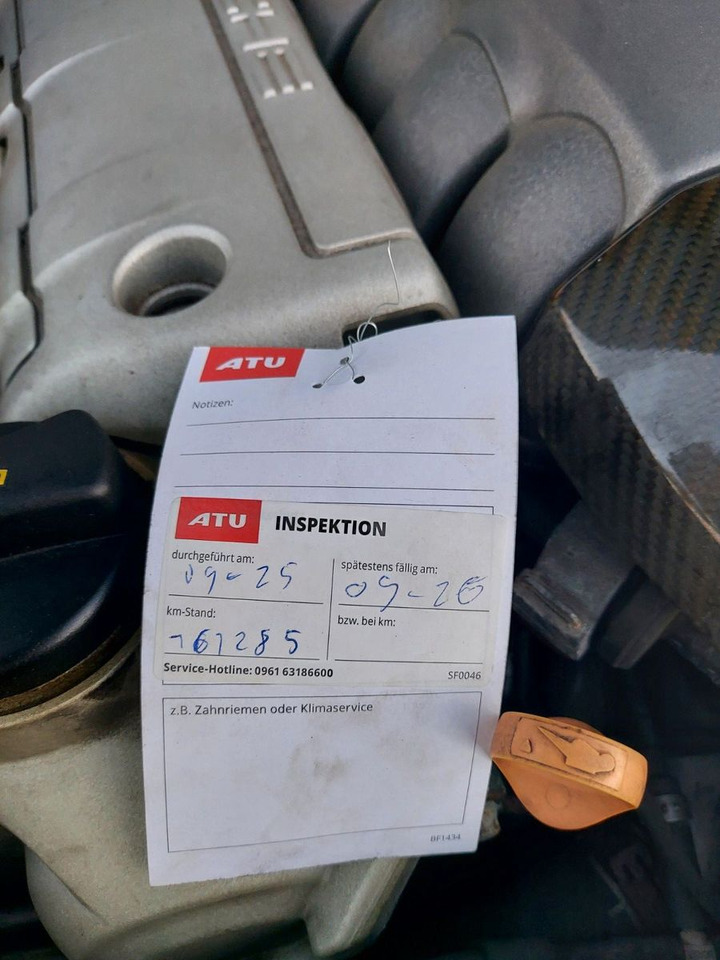 ATU
Notizen:
ATU INSPEKTION
durchgeführt am:
09-25
spätestens fällig am:
09-26
km-Stand:
161285
bzw. bei km:
Service-Hotline: 0961 63186600
SF0046
z.B. Zahnriemen oder Klimaservice
BF1434